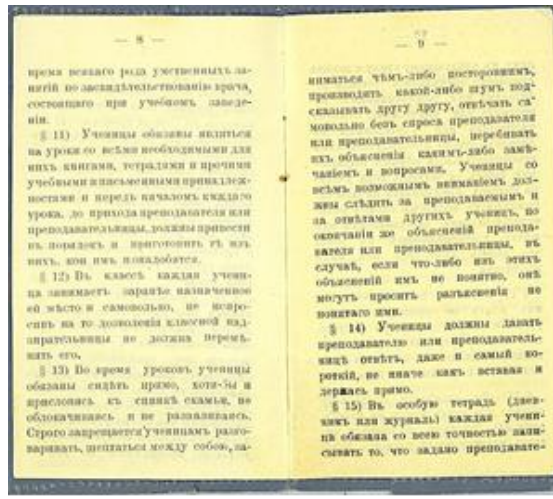 — 8 —
время всякаго рода умственныхъ за-
нятій по засвидѣтельствованію врача,
состоящаго при учебномъ заведе-
ніи.
§ 11) Ученицы обязаны являться
на уроки со всѣми необходимыми для
нихъ книгами, тетрадями и прочими
учебными и письменными принадлеж-
ностями и передъ началомъ каждаго
урока, до прихода преподавателя или
преподавательницы, должны привести
въ порядокъ и приготовить тѣ изъ
нихъ, кои имъ понадобятся.
§ 12) Въ классѣ каждая учени-
ца занимаетъ заранѣе назначенное
ей мѣсто и самовольно, не испро-
сивъ на то дозволенія классной над-
зирательницы не должна перемѣ-
нять его.
§ 13) Во время уроковъ ученицы
обязаны сидѣть прямо, хотя-бы и
прислонясь къ спинкѣ скамьи, не
облокачиваясь и не разваливаясь.
Строго запрещается ученицамъ разго-
варивать, шептаться между собою, за-
— 9 —
ниматься чѣмъ-либо постороннимъ,
производить какой-либо шумъ, под-
сказывать другу другу, отвѣчать са-
мовольно безъ спроса преподавателя
или преподавательницы, перебивать
ихъ объясненія какимъ-либо замѣ-
чаніемъ и вопросами. Ученицы со
всѣмъ возможнымъ вниманіемъ дол-
жны слѣдить за преподаваемымъ и
за отвѣтами другихъ ученицъ, по
окончаніи же объясненій препода-
вателя или преподавательницы, въ
случаѣ, если что-либо изъ этихъ
объясненій имъ не понятно, онѣ
могутъ просить разъясненія не
понятаго ими.
§ 14) Ученицы должны давать
преподавателю или преподаватель-
ницѣ отвѣтъ, даже и самый ко-
роткій, не иначе какъ вставая и
держась прямо.
§ 15) Въ особую тетрадь (днев-
никъ или журналъ) каждая учени-
ца обязана со всею точностью запи-
сывать то, что задано преподавате-